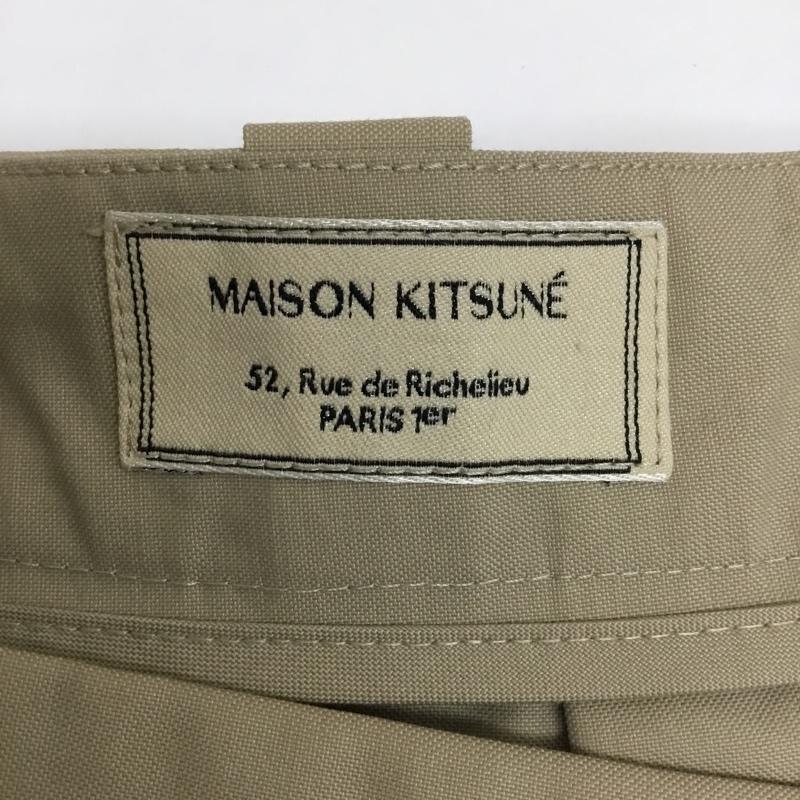 MAISON KITSUNÉ
52, Rue de Richelieu
PARIS 1er